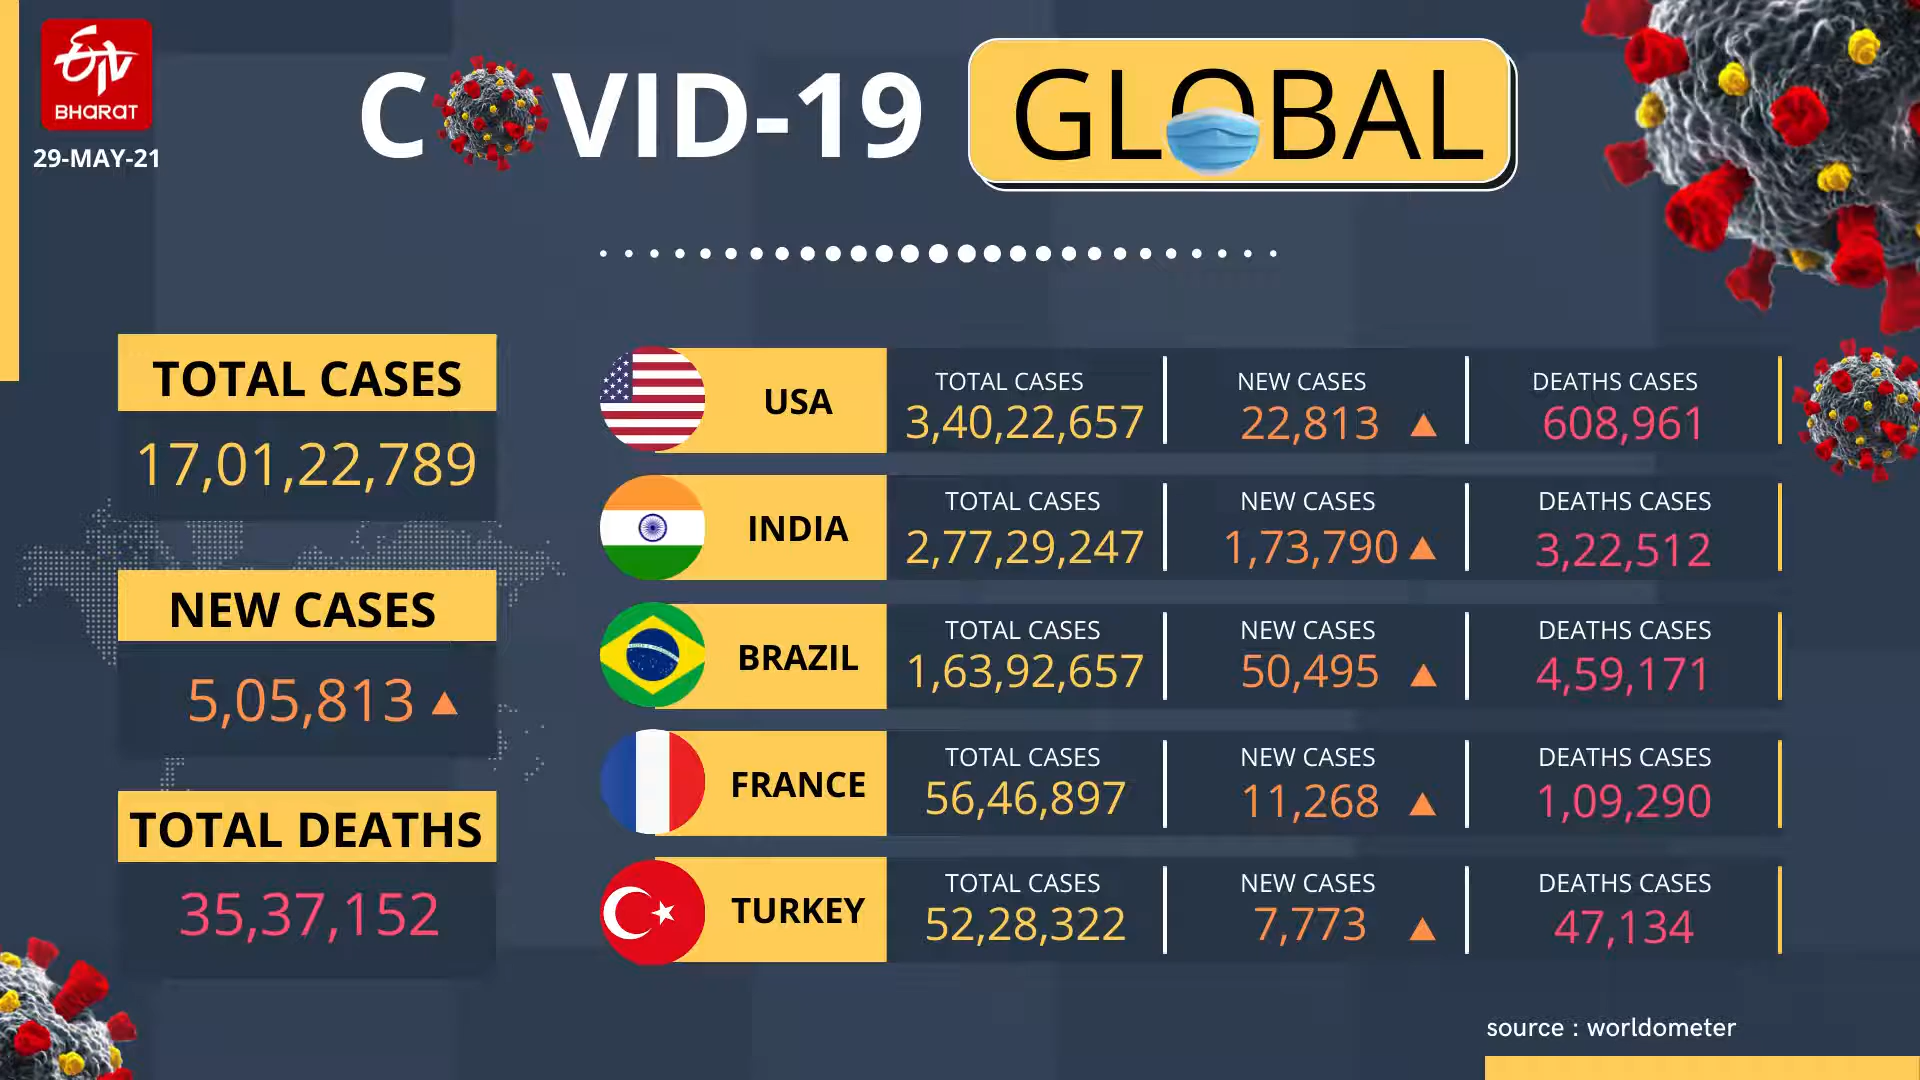 ETV
BHARAT
29-MAY-21
COVID-19 GLOBAL
TOTAL CASES
17,01,22,789
NEW CASES
5,05,813
TOTAL DEATHS
35,37,152
USA
TOTAL CASES
3,40,22,657
NEW CASES
22,813
DEATHS CASES
608,961
INDIA
TOTAL CASES
2,77,29,247
NEW CASES
1,73,790
DEATHS CASES
3,22,512
BRAZIL
TOTAL CASES
1,63,92,657
NEW CASES
50,495
DEATHS CASES
4,59,171
FRANCE
TOTAL CASES
56,46,897
NEW CASES
11,268
DEATHS CASES
1,09,290
TURKEY
TOTAL CASES
52,28,322
NEW CASES
7,773
DEATHS CASES
47,134
source : worldometer